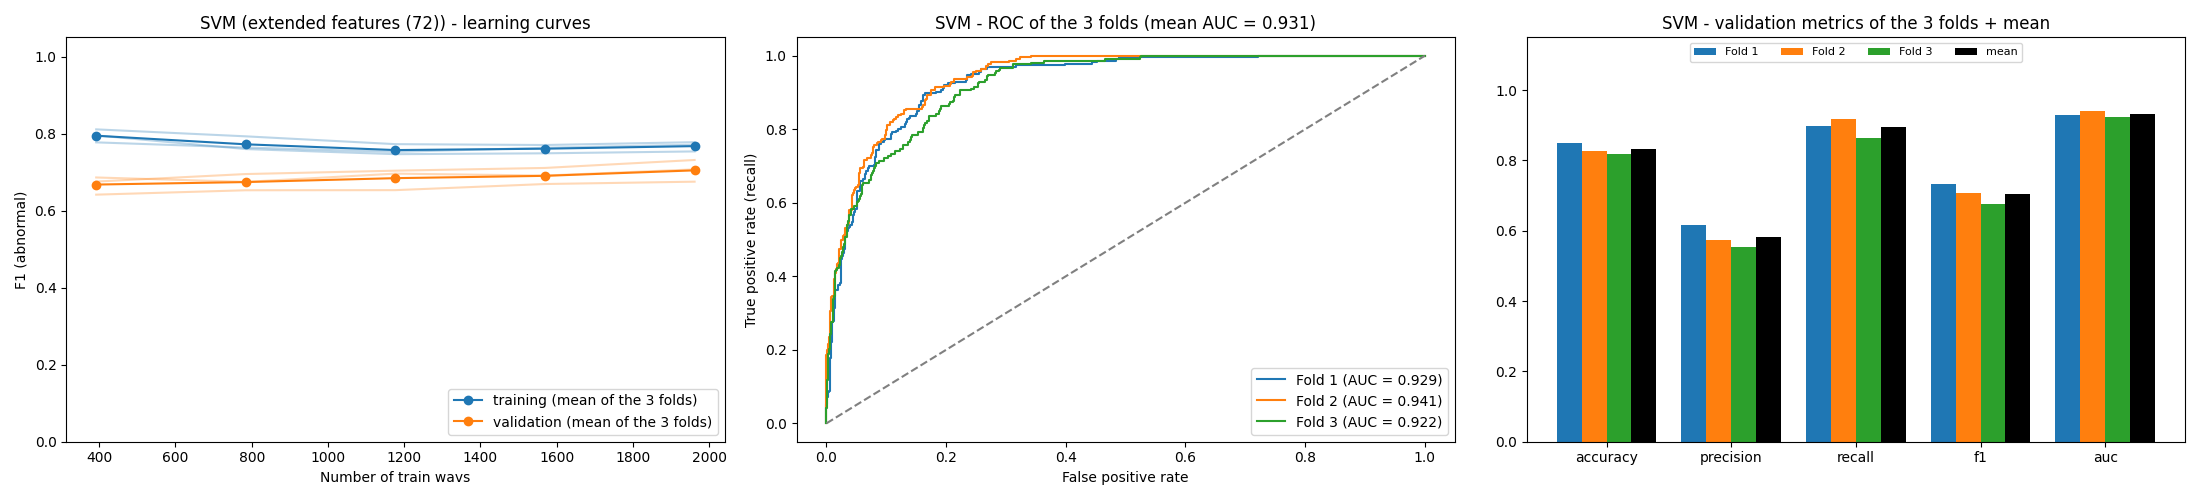 SVM (extended features (72)) - learning curves
F1 (abnormal)
1.0
0.8
0.6
0.4
0.2
0.0
training (mean of the 3 folds)
validation (mean of the 3 folds)
400 600 800 1000 1200 1400 1600 1800 2000
Number of train wavs
SVM - ROC of the 3 folds (mean AUC = 0.931)
True positive rate (recall)
1.0
0.8
0.6
0.4
0.2
0.0
Fold 1 (AUC = 0.929)
Fold 2 (AUC = 0.941)
Fold 3 (AUC = 0.922)
0.0 0.2 0.4 0.6 0.8 1.0
False positive rate
SVM - validation metrics of the 3 folds + mean
Fold 1 Fold 2 Fold 3 mean
1.0
0.8
0.6
0.4
0.2
0.0
accuracy precision recall f1 auc